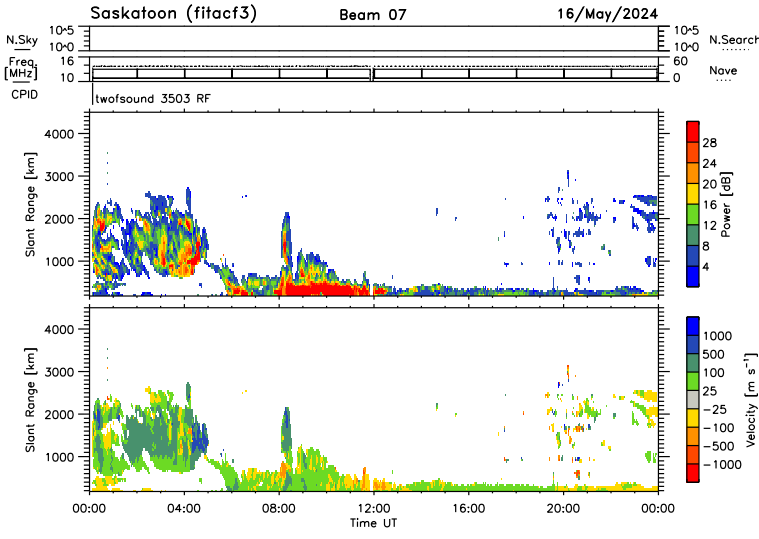 Saskatoon (fitacf3) Beam 07 16/May/2024
N.Sky 10^5 10^0 10^5 10^0 N.Search
Freq. [MHz] 16 10 60 0 Nave
CPID twofsound 3503 RF
Slant Range [km] 4000 3000 2000 1000
Power [dB] 28 24 20 16 12 8 4
Slant Range [km] 4000 3000 2000 1000
Velocity [m s⁻¹] 1000 500 100 25 −25 −100 −500 −1000
00:00 04:00 08:00 12:00 16:00 20:00 00:00
Time UT